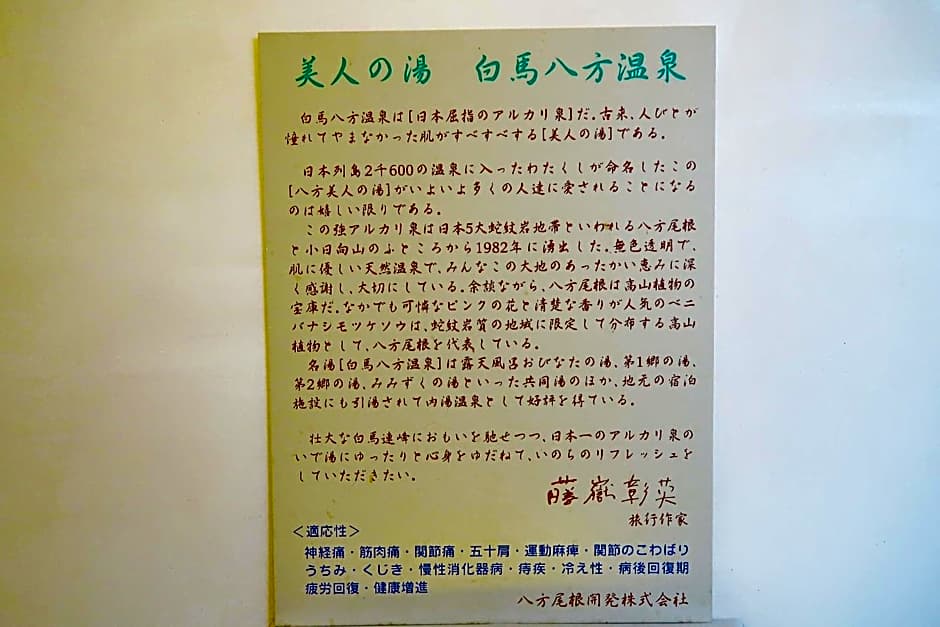 美人の湯　白馬八方温泉
白馬八方温泉は[日本屈指のアルカリ泉]だ。古来、人びとが
憧れてやまなかった肌がすべすべする[美人の湯]である。
日本列島2千600の温泉に入ったわたくしが命名したこの
[八方美人の湯]がいよいよ多くの人達に愛されることになる
のは嬉しい限りである。
この強アルカリ泉は日本5大蛇紋岩地帯といわれる八方尾根
と小日向山のふところから1982年に湧出した。無色透明で、
肌に優しい天然温泉で、みんなこの大地のあったかい恵みに深
く感謝し、大切にしている。余談ながら、八方尾根は高山植物の
宝庫だ。なかでも可憐なピンクの花と清楚な香りが人気のベニ
バナシモツケソウは、蛇紋岩質の地域に限定して分布する高山
植物として、八方尾根を代表している。
名湯[白馬八方温泉]は露天風呂おびなたの湯、第1郷の湯、
第2郷の湯、みみずくの湯といった共同湯のほか、地元の宿泊
施設にも引湯されて内湯温泉として好評を得ている。
壮大な白馬連峰におもいを馳せつつ、日本一のアルカリ泉の
いで湯にゆったりと心身をゆだねて、いのちのリフレッシュを
していただきたい。
藤嶽彰英
旅行作家
＜適応性＞
神経痛・筋肉痛・関節痛・五十肩・運動麻痺・関節のこわばり
うちみ・くじき・慢性消化器病・痔疾・冷え性・病後回復期
疲労回復・健康増進
八方尾根開発株式会社